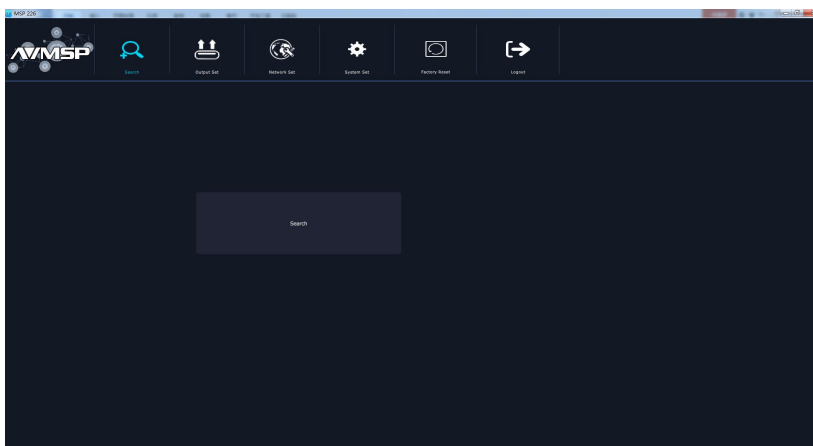 MSP 226
AVMSP
Search
Output Set
Network Set
System Set
Factory Reset
Logout
Search